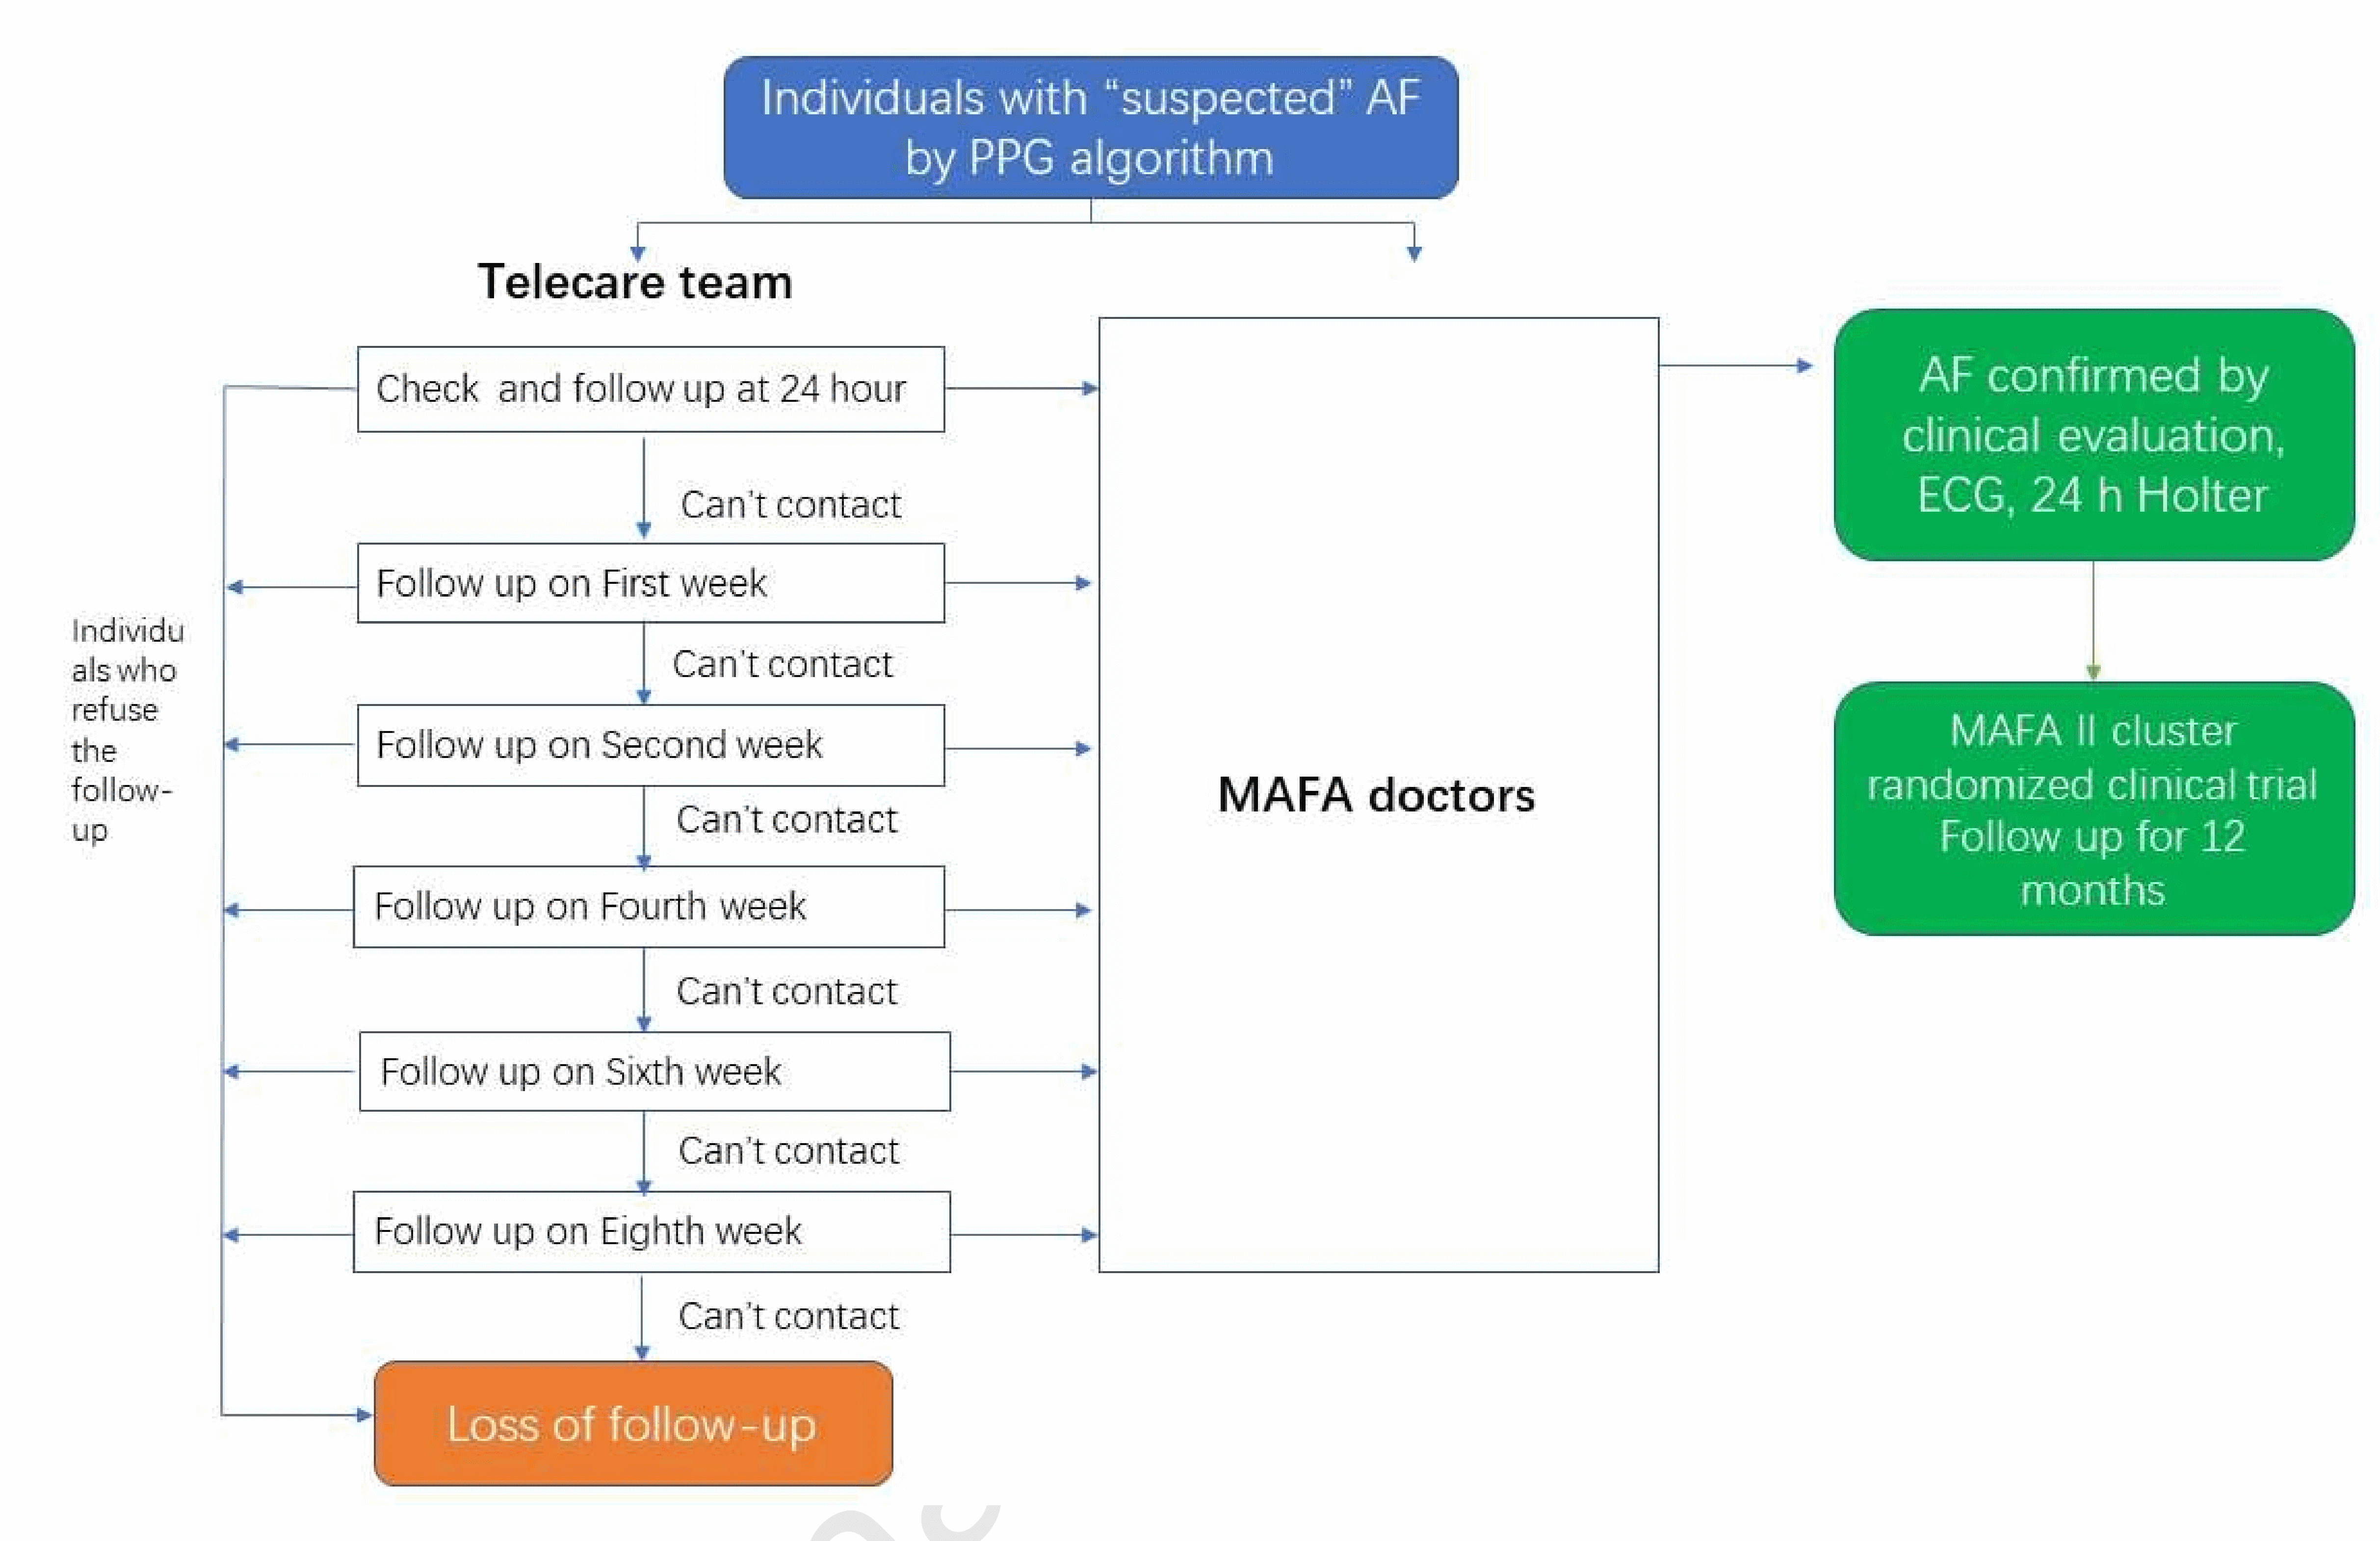 Individuals with “suspected” AF
by PPG algorithm
Telecare team
Check and follow up at 24 hour
Can’t contact
Follow up on First week
Can’t contact
Follow up on Second week
Can’t contact
Follow up on Fourth week
Can’t contact
Follow up on Sixth week
Can’t contact
Follow up on Eighth week
Can’t contact
Loss of follow-up
Individu
als who
refuse
the
follow-
up
MAFA doctors
AF confirmed by
clinical evaluation,
ECG, 24 h Holter
MAFA II cluster
randomized clinical trial
Follow up for 12
months